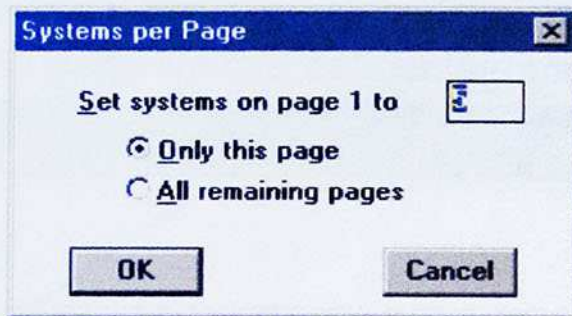 Systems per Page
Set systems on page 1 to
Only this page
All remaining pages
OK
Cancel